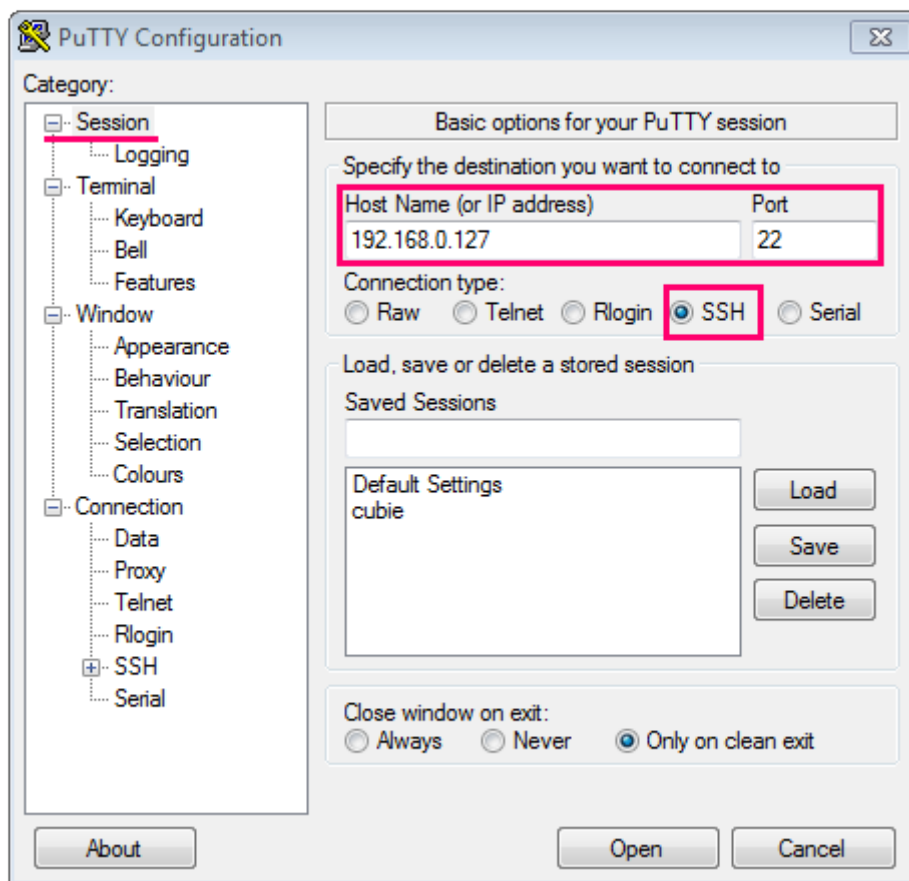 PuTTY Configuration
Category:
Session
Logging
Terminal
Keyboard
Bell
Features
Window
Appearance
Behaviour
Translation
Selection
Colours
Connection
Data
Proxy
Telnet
Rlogin
SSH
Serial
Basic options for your PuTTY session
Specify the destination you want to connect to
Host Name (or IP address) Port
192.168.0.127 22
Connection type:
Raw Telnet Rlogin SSH Serial
Load, save or delete a stored session
Saved Sessions
Default Settings
cubie
Load
Save
Delete
Close window on exit:
Always Never Only on clean exit
About Open Cancel